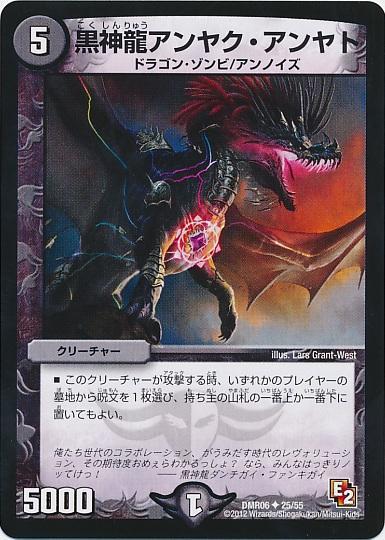 5
こくしんりゅう
黒神龍アンヤク・アンヤト
ドラゴン・ゾンビ/アンノイズ
クリーチャー
illus. Lars Grant-West
■このクリーチャーが攻撃する時、いずれかのプレイヤーの
墓地から呪文を1枚選び、持ち主の山札の一番上か一番下
に置いてもよい。
俺たち世代のコラボレーション、がうみだす時代のレヴォリューシ
ョン、その期待度おめぇらわかるっしょ？ なら、みんなはっきりノ
ッてけっ！ ―― 黒神龍ダンチガイ・ファンキガイ
5000
E2
DMR06 ♦ 25/55
©2012 Wizards/Shogakukan/Mitsui-Kids